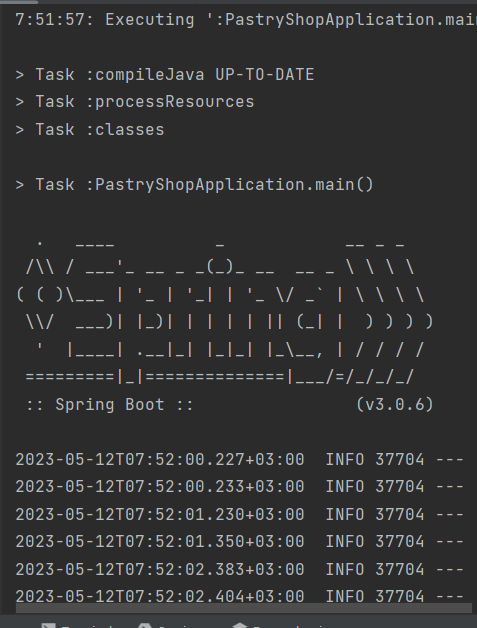 7:51:57: Executing ':PastryShopApplication.mai
> Task :compileJava UP-TO-DATE
> Task :processResources
> Task :classes
> Task :PastryShopApplication.main()
  .   ____          _            __ _ _
 /\\ / ___'_ __ _ _(_)_ __  __ _ \ \ \ \
( ( )\___ | '_ | '_| | '_ \/ _` | \ \ \ \
 \\/  ___)| |_)| | | | | || (_| |  ) ) ) )
  '  |____| .__|_| |_|_| |_\__, | / / / /
 =========|_|==============|___/=/_/_/_/
 :: Spring Boot ::                (v3.0.6)
2023-05-12T07:52:00.227+03:00  INFO 37704 ---
2023-05-12T07:52:00.233+03:00  INFO 37704 ---
2023-05-12T07:52:01.230+03:00  INFO 37704 ---
2023-05-12T07:52:01.350+03:00  INFO 37704 ---
2023-05-12T07:52:02.383+03:00  INFO 37704 ---
2023-05-12T07:52:02.404+03:00  INFO 37704 ---